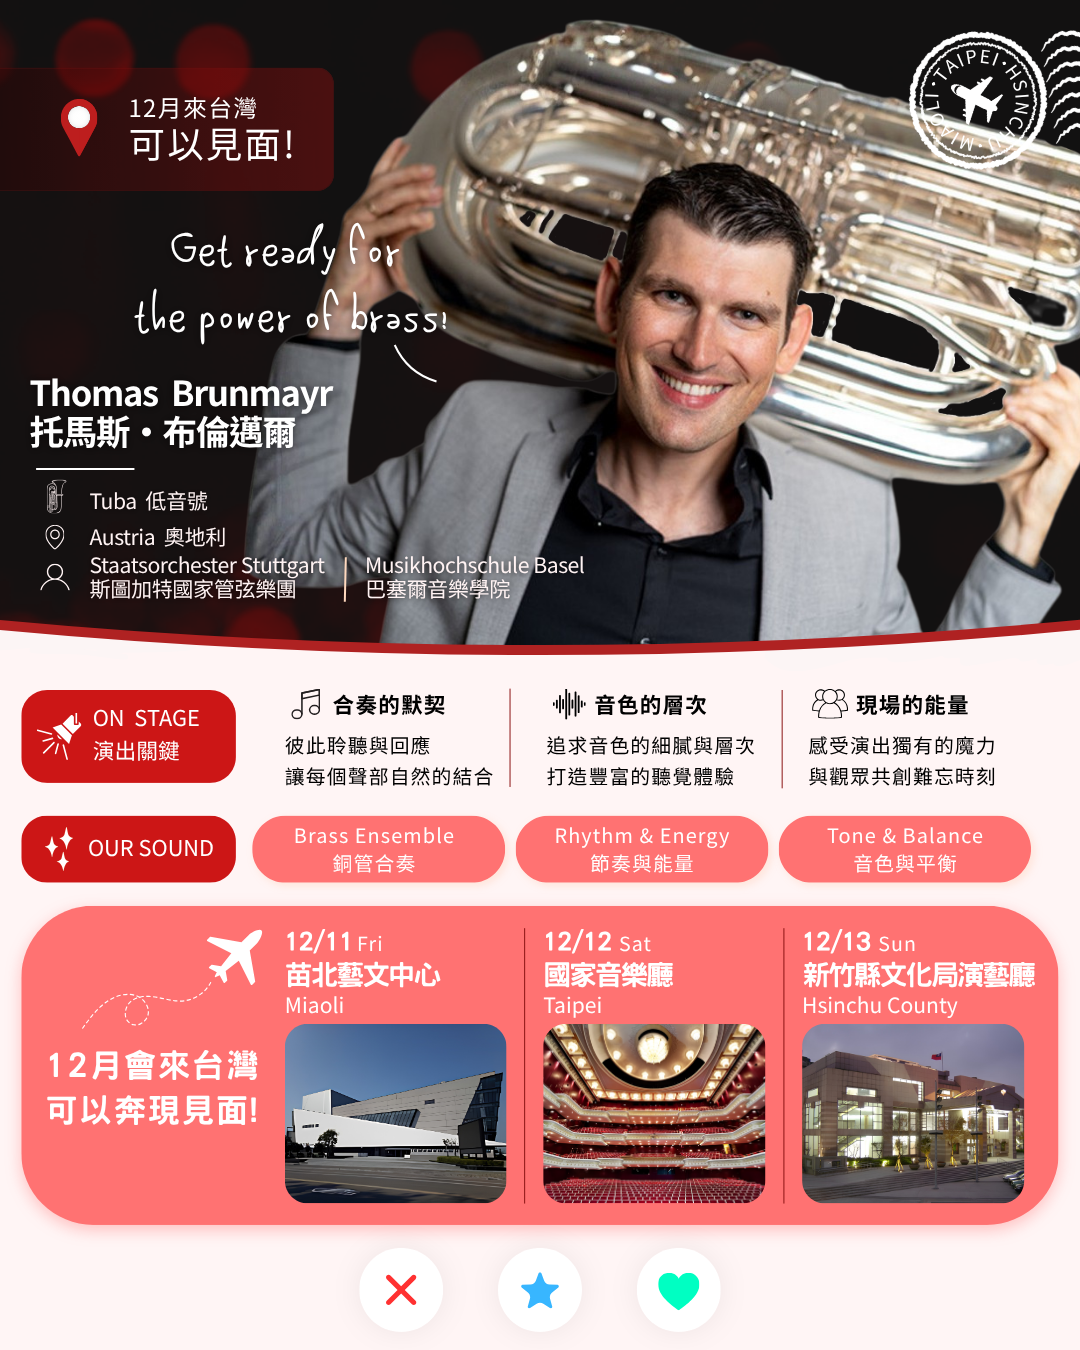 12月來台灣
可以見面!
TAIPEI·HSINCHU·MIAOLI·
Get ready for
the power of brass!
Thomas Brunmayr
托馬斯・布倫邁爾
Tuba 低音號
Austria 奧地利
Staatsorchester Stuttgart
斯圖加特國家管弦樂團
Musikhochschule Basel
巴塞爾音樂學院
ON STAGE
演出關鍵
合奏的默契
彼此聆聽與回應
讓每個聲部自然的結合
音色的層次
追求音色的細膩與層次
打造豐富的聽覺體驗
現場的能量
感受演出獨有的魔力
與觀眾共創難忘時刻
OUR SOUND
Brass Ensemble
銅管合奏
Rhythm & Energy
節奏與能量
Tone & Balance
音色與平衡
12月會來台灣
可以奔現見面!
12/11 Fri
苗北藝文中心
Miaoli
12/12 Sat
國家音樂廳
Taipei
12/13 Sun
新竹縣文化局演藝廳
Hsinchu County